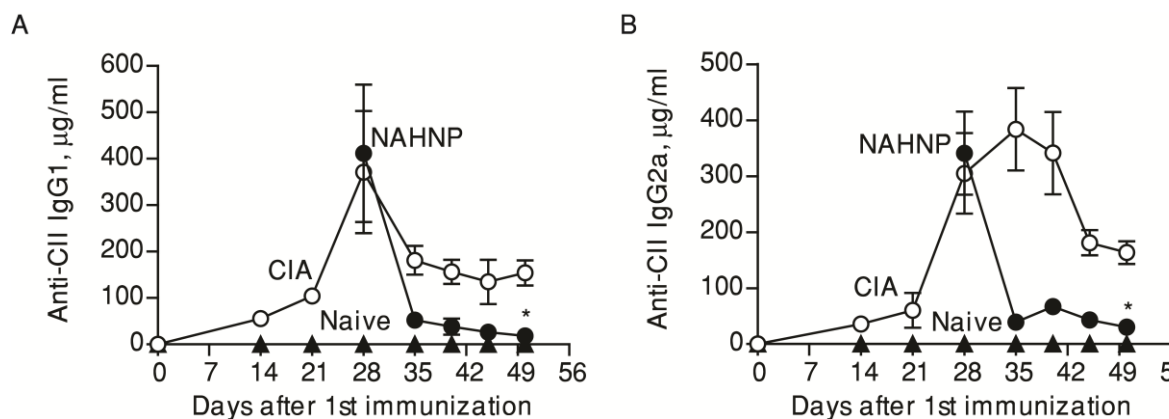 A
Anti-CII IgG1, µg/ml
600
500
400
300
200
100
0
NAHNP
CIA
Naive
*
0 7 14 21 28 35 42 49 56
Days after 1st immunization
B
Anti-CII IgG2a, µg/ml
500
400
300
200
100
0
NAHNP
CIA
Naive
*
0 7 14 21 28 35 42 49
Days after 1st immunization